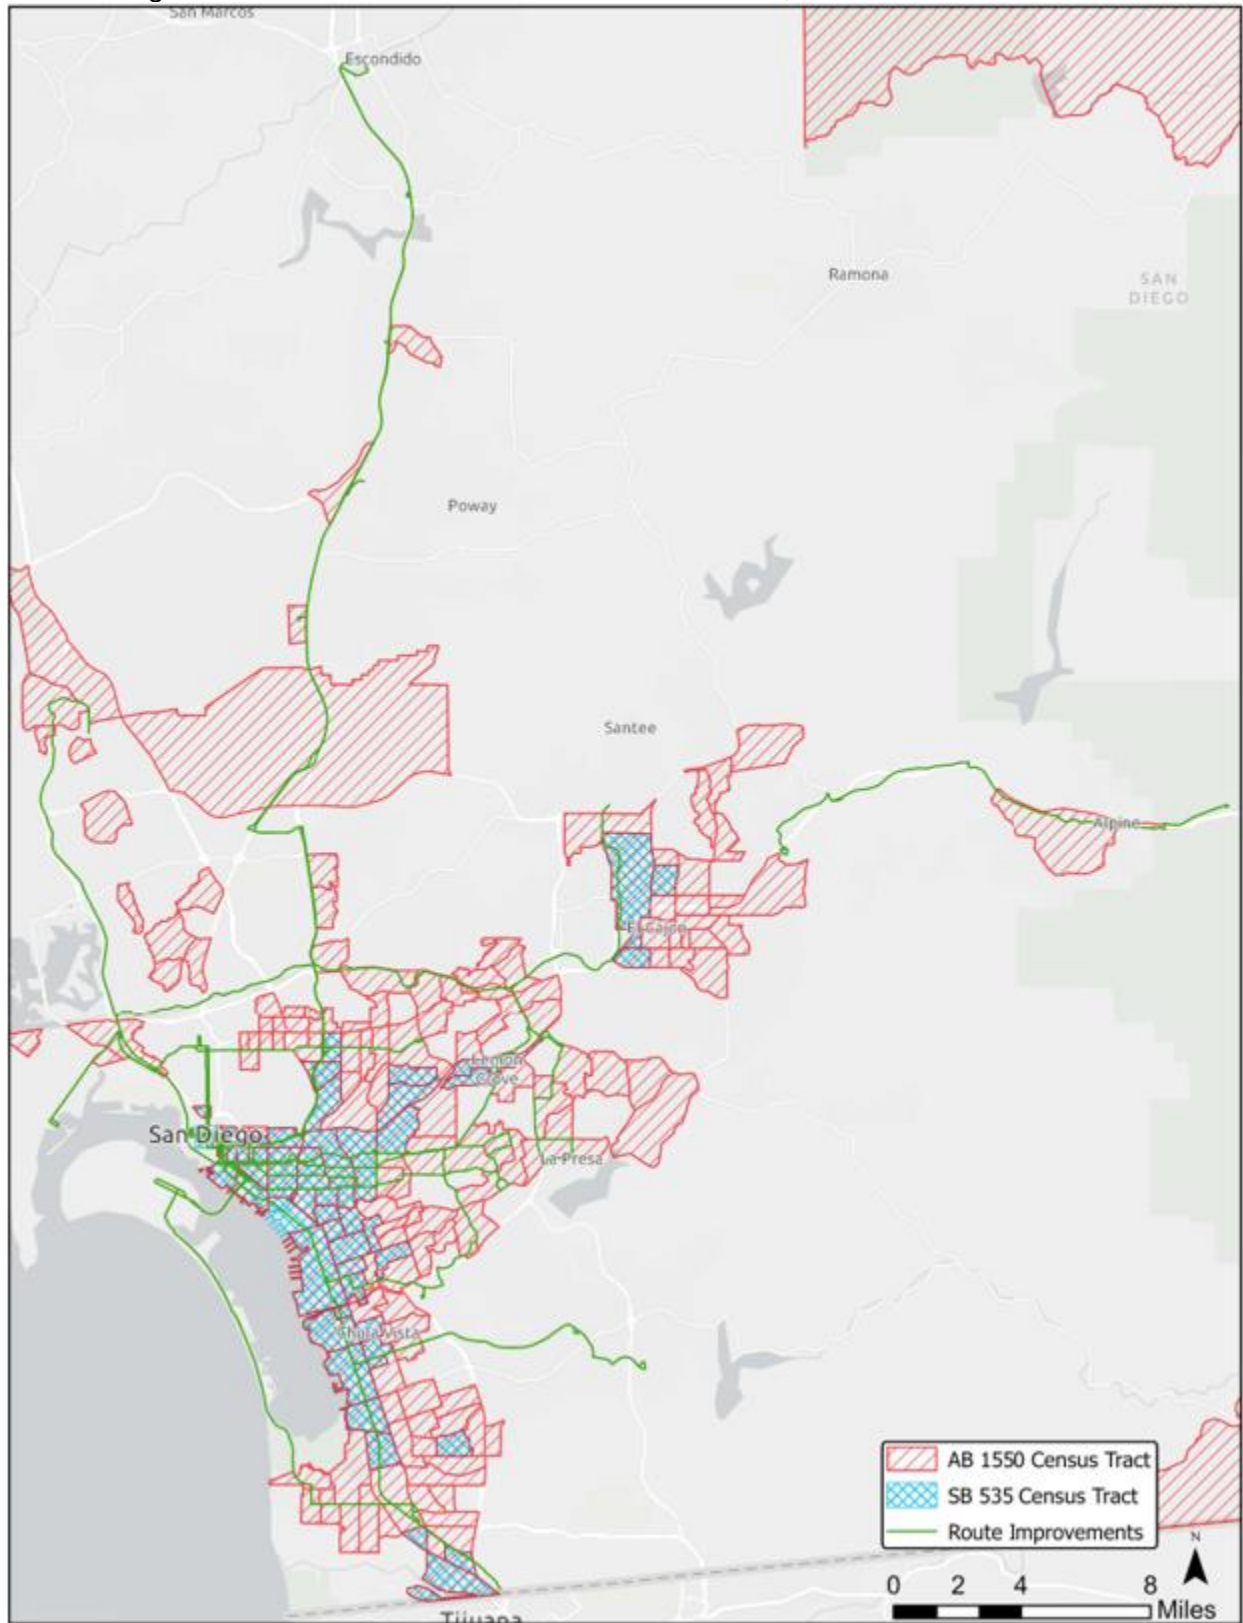 San Marcos
Escondido
Ramona
SAN
DIEGO
Poway
Santee
Alpine
El Cajon
Lemon
Grove
San Diego
La Presa
Chula Vista
AB 1550 Census Tract
SB 535 Census Tract
Route Improvements
N
0 2 4 8
Miles
Tijuana